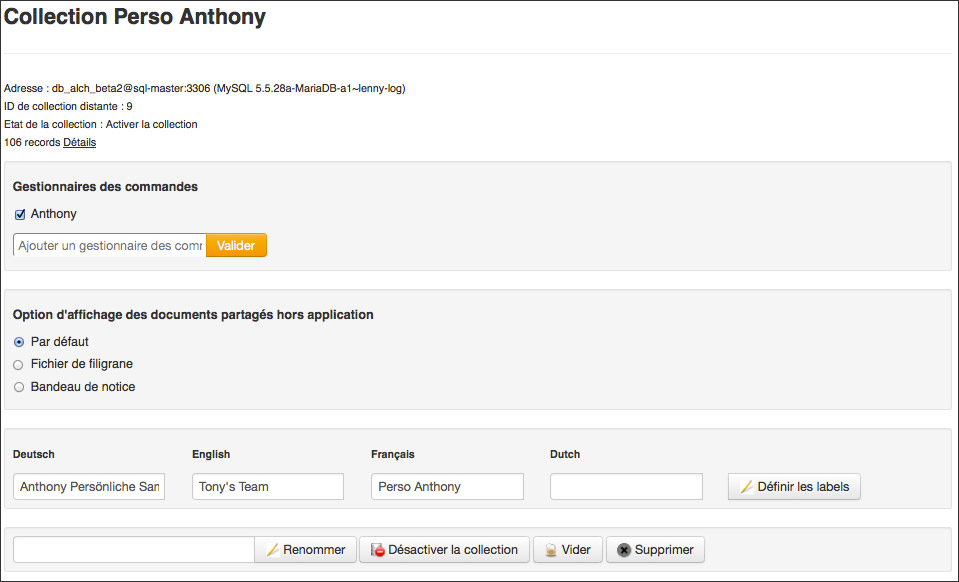 Collection Perso Anthony
Adresse : db_alch_beta2@sql-master:3306 (MySQL 5.5.28a-MariaDB-a1~lenny-log)
ID de collection distante : 9
Etat de la collection : Activer la collection
106 records Détails
Gestionnaires des commandes
Anthony
Ajouter un gestionnaire des com Valider
Option d'affichage des documents partagés hors application
Par défaut
Fichier de filigrane
Bandeau de notice
Deutsch English Français Dutch
Anthony Persönliche San Tony's Team Perso Anthony Définir les labels
Renommer Désactiver la collection Vider Supprimer